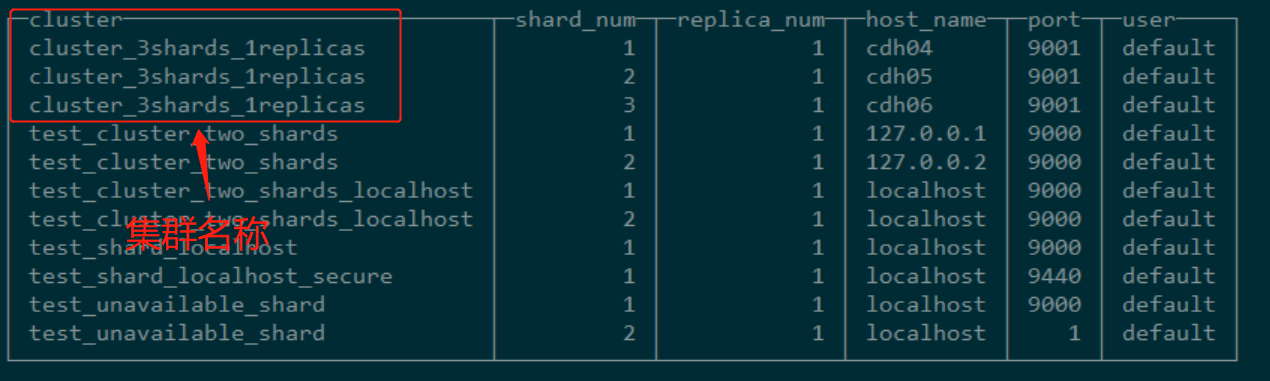 cluster shard_num replica_num host_name port user
cluster_3shards_1replicas 1 1 cdh04 9001 default
cluster_3shards_1replicas 2 1 cdh05 9001 default
cluster_3shards_1replicas 3 1 cdh06 9001 default
test_cluster_two_shards 1 1 127.0.0.1 9000 default
test_cluster_two_shards 2 1 127.0.0.2 9000 default
test_cluster_two_shards_localhost 1 1 localhost 9000 default
test_cluster_two_shards_localhost 2 1 localhost 9000 default
集群名称
test_shard_localhost 1 1 localhost 9000 default
test_shard_localhost_secure 1 1 localhost 9440 default
test_unavailable_shard 1 1 localhost 9000 default
test_unavailable_shard 2 1 localhost 1 default